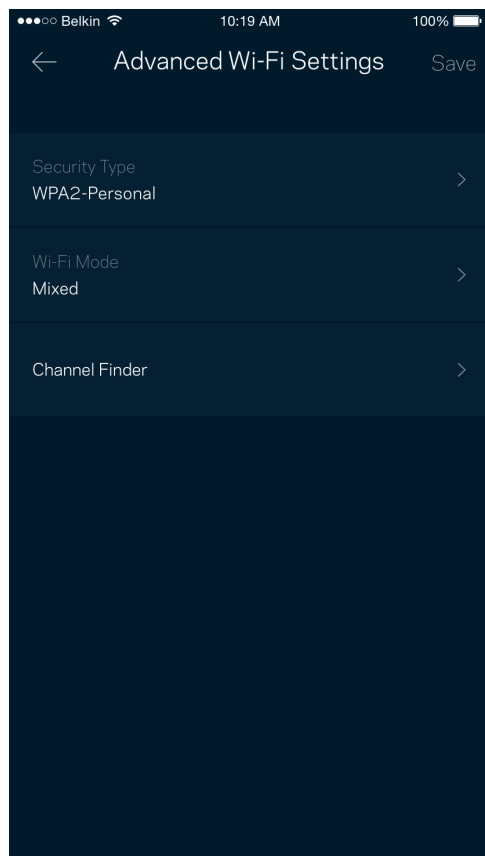 Belkin 10:19 AM 100%
Advanced Wi-Fi Settings Save
Security Type
WPA2-Personal
Wi-Fi Mode
Mixed
Channel Finder